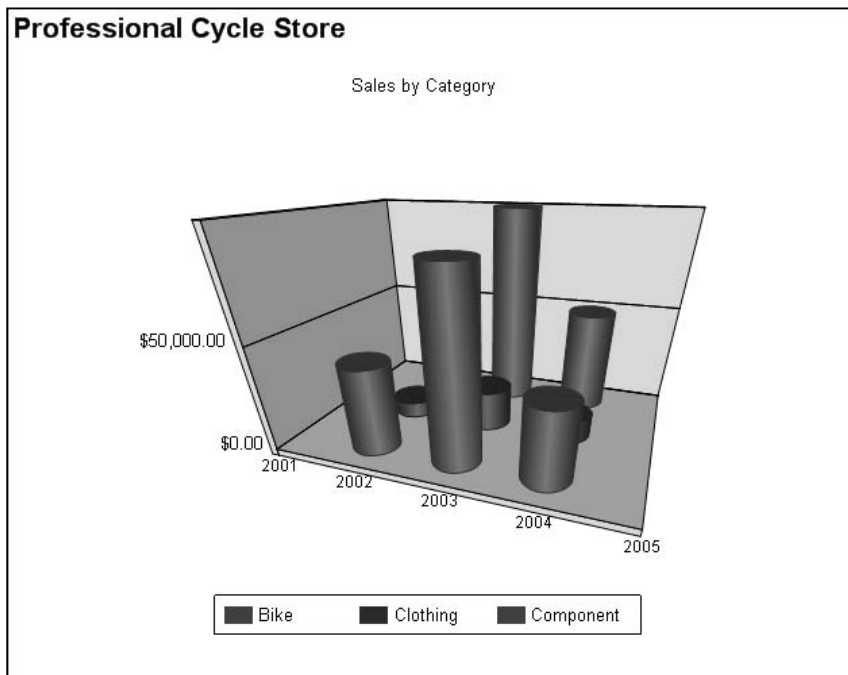 Professional Cycle Store
Sales by Category
$50,000.00
$0.00
2001
2002
2003
2004
2005
Bike Clothing Component